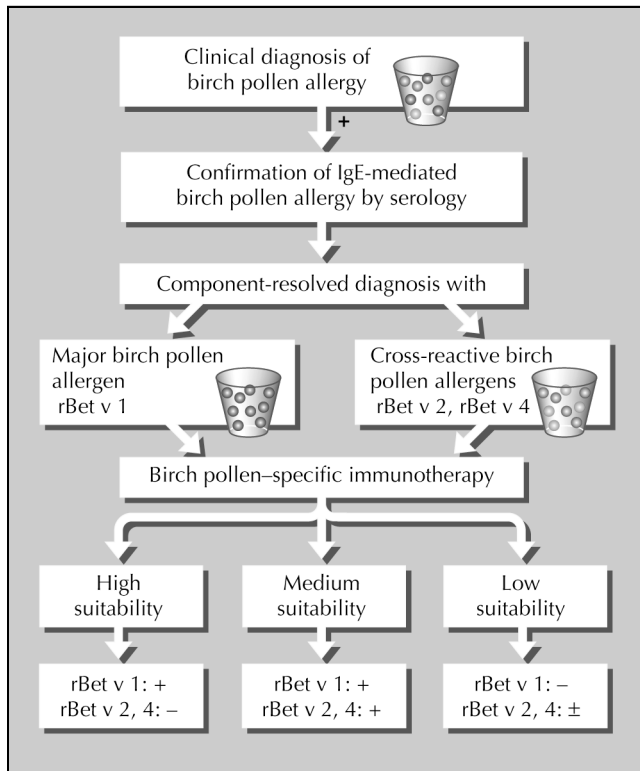 Clinical diagnosis of
birch pollen allergy
+
Confirmation of IgE-mediated
birch pollen allergy by serology
Component-resolved diagnosis with
Major birch pollen
allergen
rBet v 1
Cross-reactive birch
pollen allergens
rBet v 2, rBet v 4
Birch pollen–specific immunotherapy
High
suitability
Medium
suitability
Low
suitability
rBet v 1: +
rBet v 2, 4: –
rBet v 1: +
rBet v 2, 4: +
rBet v 1: –
rBet v 2, 4: ±